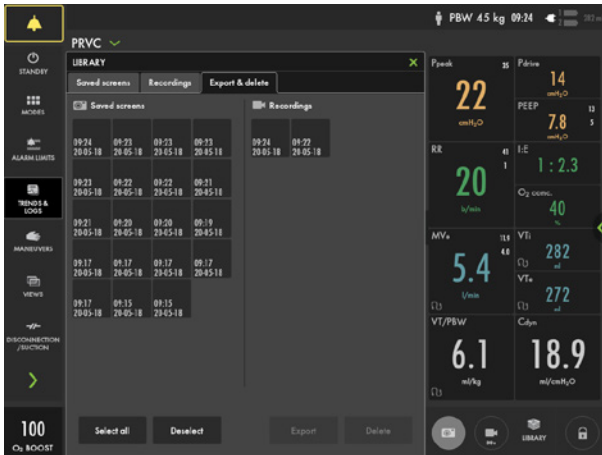 PBW 45 kg 09:24
PRVC
STANDBY
MODES
ALARM LIMITS
TRENDS &
LOGS
MANEUVERS
VIEWS
DISCONNECTION
/SUCTION
100
O₂ BOOST
LIBRARY
Saved screens Recordings Export & delete
Saved screens Recordings
09:24 09:23 09:23 09:23
20-05-18 20-05-18 20-05-18 20-05-18
09:24 09:22
20-05-18 20-05-18
09:23 09:22 09:22 09:21
20-05-18 20-05-18 20-05-18 20-05-18
09:21 09:20 09:20 09:19
20-05-18 20-05-18 20-05-18 20-05-18
09:17 09:17 09:17 09:17
20-05-18 20-05-18 20-05-18 20-05-18
09:17 09:15 09:15
20-05-18 20-05-18 20-05-18
Select all Deselect Export Delete
Ppeak 35
22
cmH₂O
Pdrive
14
cmH₂O
PEEP 13
7.8 5
cmH₂O
RR 41
1
20
b/min
I:E
1 : 2.3
O₂ conc.
40
%
MVe 11.9
4.0
5.4
l/min
VTi
282
ml
VTe
272
ml
VT/PBW
6.1
ml/kg
Cdyn
18.9
ml/cmH₂O
LIBRARY